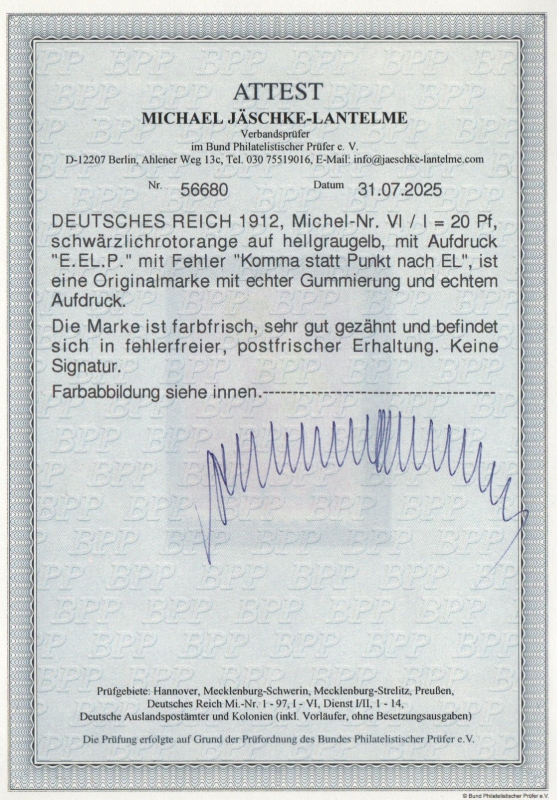 ATTEST
MICHAEL JÄSCHKE-LANTELME
Verbandsprüfer
im Bund Philatelistischer Prüfer e. V.
D-12207 Berlin, Ahlener Weg 13c, Tel. 030 75519016, E-Mail: info@jaeschke-lantelme.com
Nr. 56680 Datum 31.07.2025
DEUTSCHES REICH 1912, Michel-Nr. VI / I = 20 Pf,
schwärzlichrotorange auf hellgraugelb, mit Aufdruck
"E.EL.P." mit Fehler "Komma statt Punkt nach EL", ist
eine Originalmarke mit echter Gummierung und echtem
Aufdruck.
Die Marke ist farbfrisch, sehr gut gezähnt und befindet
sich in fehlerfreier, postfrischer Erhaltung. Keine
Signatur.
Farbabbildung siehe innen.--------------------------------------
Prüfgebiete: Hannover, Mecklenburg-Schwerin, Mecklenburg-Strelitz, Preußen,
Deutsches Reich Mi.-Nr. 1 - 97, I - VI, Dienst I/II, 1 - 14,
Deutsche Auslandspostämter und Kolonien (inkl. Vorläufer, ohne Besetzungsausgaben)
Die Prüfung erfolgte auf Grund der Prüfordnung des Bundes Philatelistischer Prüfer e.V.
© Bund Philatelistischer Prüfer e.V.